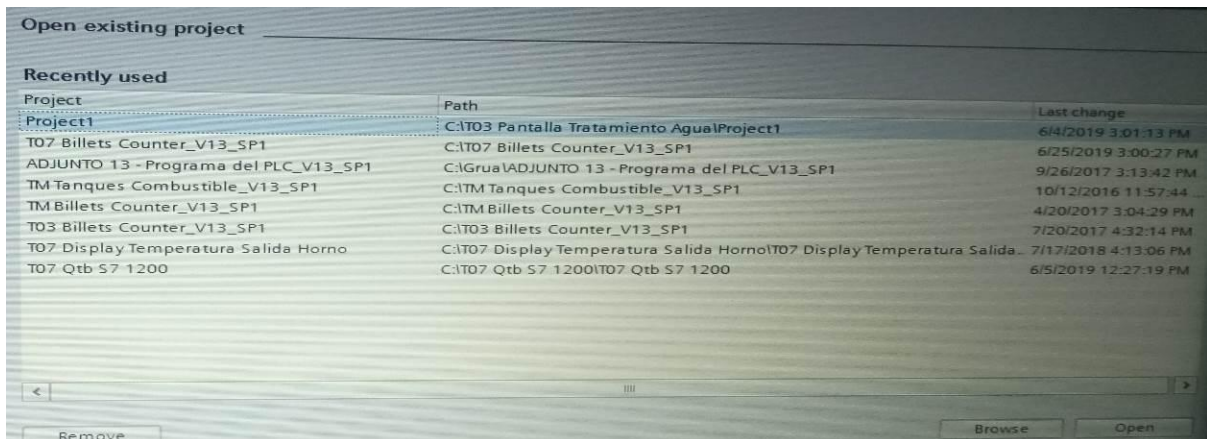 Open existing project
Recently used
Project Path Last change
Project1 C:\T03 Pantalla Tratamiento Agua\Project1 6/4/2019 3:01:13 PM
T07 Billets Counter_V13_SP1 C:\T07 Billets Counter_V13_SP1 6/25/2019 3:00:27 PM
ADJUNTO 13 - Programa del PLC_V13_SP1 C:\Grua\ADJUNTO 13 - Programa del PLC_V13_SP1 9/26/2017 3:13:42 PM
TM Tanques Combustible_V13_SP1 C:\TM Tanques Combustible_V13_SP1 10/12/2016 11:57:44 ...
TM Billets Counter_V13_SP1 C:\TM Billets Counter_V13_SP1 4/20/2017 3:04:29 PM
T03 Billets Counter_V13_SP1 C:\T03 Billets Counter_V13_SP1 7/20/2017 4:32:14 PM
T07 Display Temperatura Salida Horno C:\T07 Display Temperatura Salida Horno\T07 Display Temperatura Salida... 7/17/2018 4:13:06 PM
T07 Qtb S7 1200 C:\T07 Qtb S7 1200\T07 Qtb S7 1200 6/5/2019 12:27:19 PM
Remove Browse Open